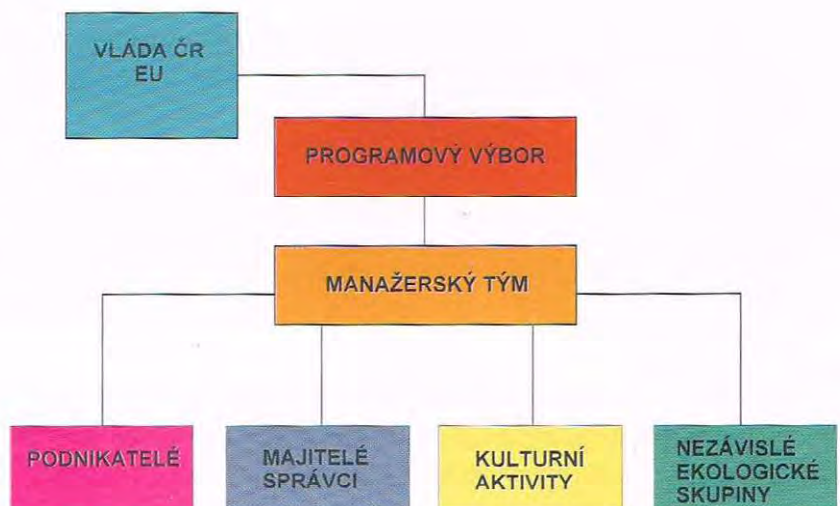 VLÁDA ČR
EU
PROGRAMOVÝ VÝBOR
MANAŽERSKÝ TÝM
PODNIKATELÉ
MAJITELÉ
SPRÁVCI
KULTURNÍ
AKTIVITY
NEZÁVISLÉ
EKOLOGICKÉ
SKUPINY